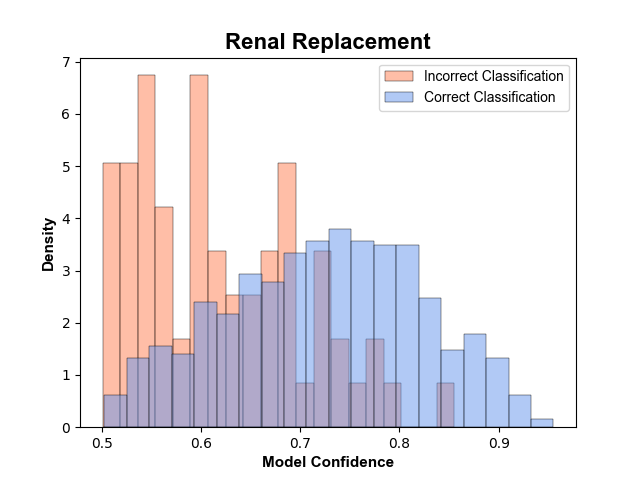 Renal Replacement
Incorrect Classification
Correct Classification
Density
7
6
5
4
3
2
1
0
0.5 0.6 0.7 0.8 0.9
Model Confidence